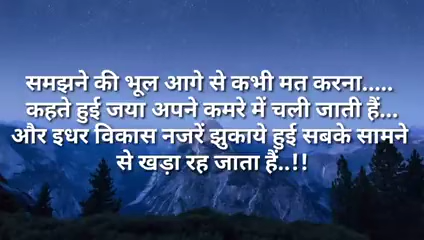 समझने की भूल आगे से कभी मत करना.....
कहते हुई जया अपने कमरे में चली जाती हैं...
और इधर विकास नजरें झुकाये हुई सबके सामने
से खड़ा रह जाता हैं..!!